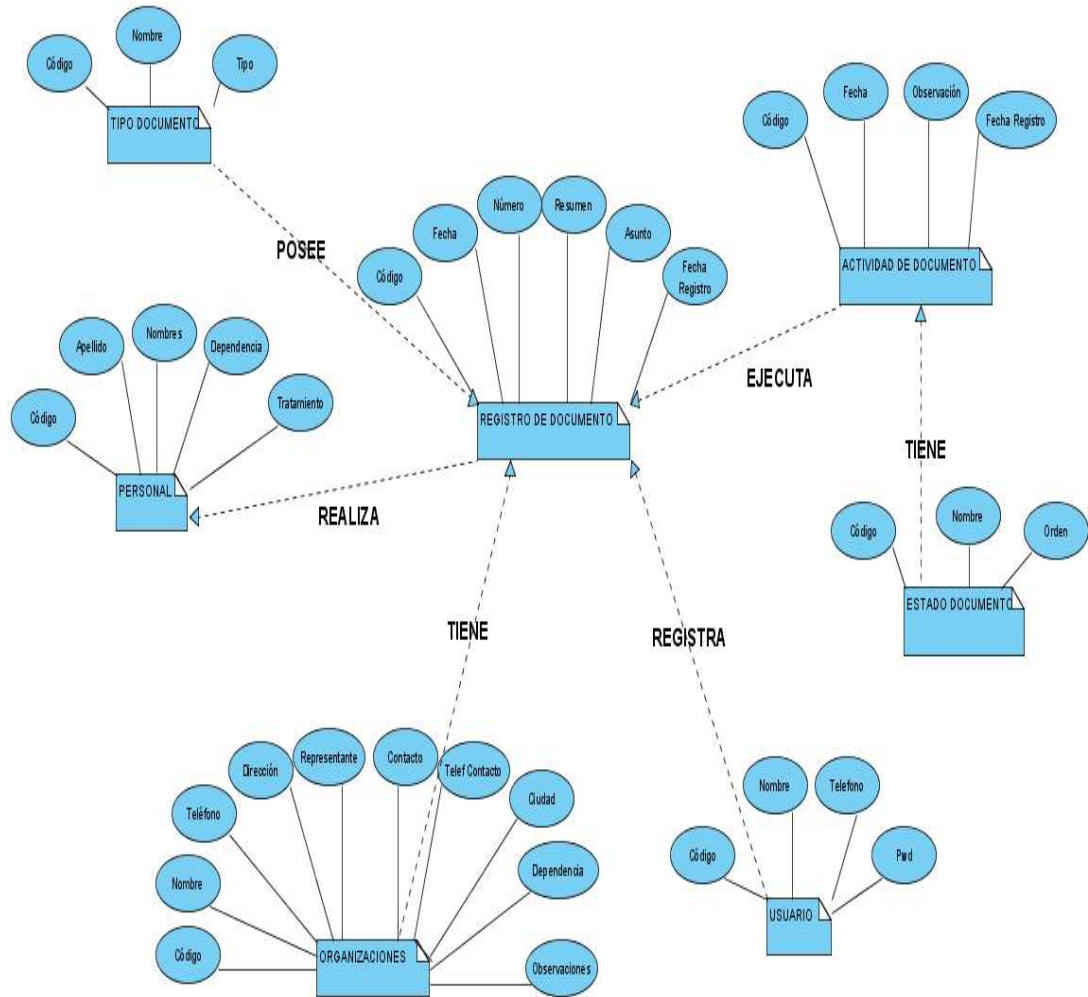 Nombre
Código
Tipo
TIPO DOCUMENTO
Fecha
Observación
Código
Fecha Registro
ACTIVIDAD DE DOCUMENTO
Número
Resumen
Fecha
Asunto
Código
Fecha
Registro
REGISTRO DE DOCUMENTO
POSEE
Nombres
Apellido
Dependencia
Código
Tratamiento
PERSONAL
REALIZA
EJECUTA
TIENE
Nombre
Código
Orden
ESTADO DOCUMENTO
TIENE
REGISTRA
Representante
Contacto
Dirección
Telef Contacto
Teléfono
Ciudad
Nombre
Dependencia
Código
Observaciones
ORGANIZACIONES
Nombre
Telefono
Código
Pwd
USUARIO